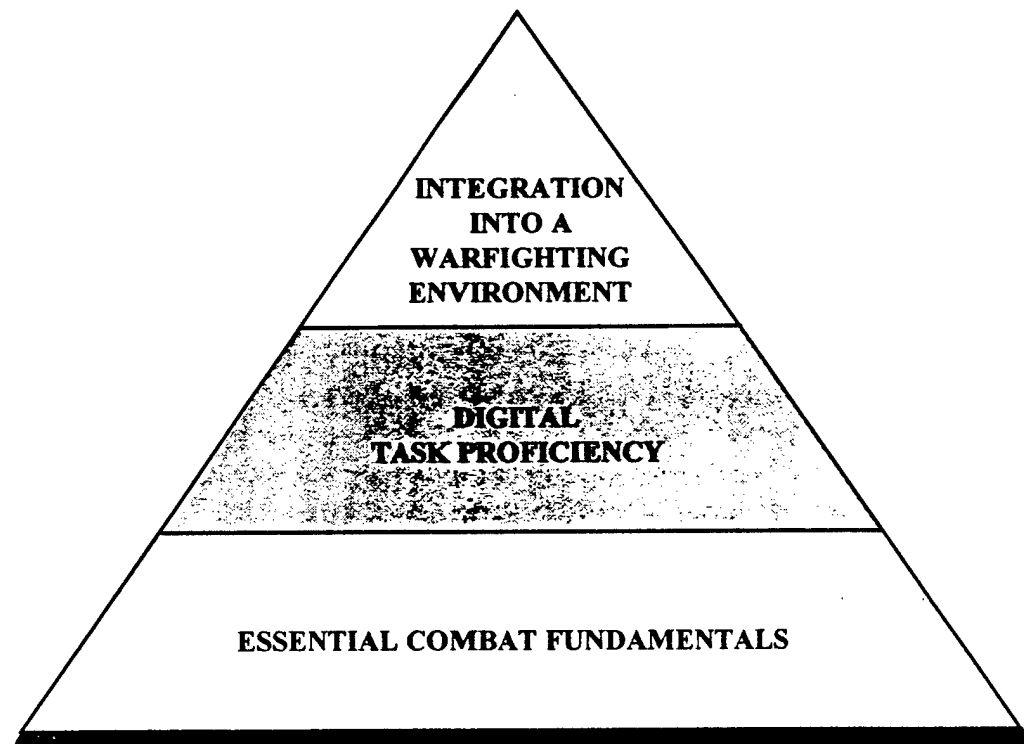 INTEGRATION
INTO A
WARFIGHTING
ENVIRONMENT
DIGITAL
TASK PROFICIENCY
ESSENTIAL COMBAT FUNDAMENTALS